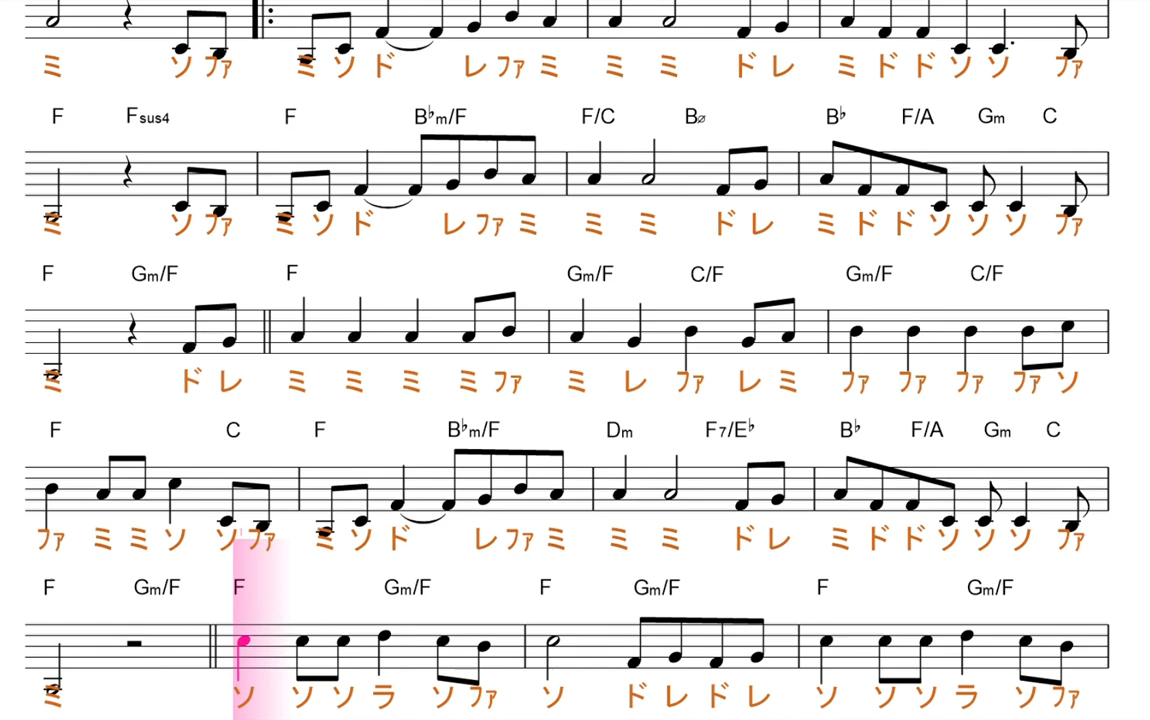 ミ ソ ファ ミ ソ ド レ ファ ミ ミ ミ ド レ ミ ド ド ソ ソ ファ
F Fsus4 F B♭m/F F/C Bø B♭ F/A Gm C
ミ ソ ファ ミ ソ ド レ ファ ミ ミ ミ ド レ ミ ド ド ソ ソ ソ ファ
F Gm/F F Gm/F C/F Gm/F C/F
ミ ド レ ミ ミ ミ ミ ファ ミ レ ファ レ ミ ファ ファ ファ ファ ソ
F C F B♭m/F Dm F7/E♭ B♭ F/A Gm C
ファ ミ ミ ソ ソ ファ ミ ソ ド レ ファ ミ ミ ミ ド レ ミ ド ド ソ ソ ソ ファ
F Gm/F F Gm/F F Gm/F F Gm/F
ミ ソ ソ ソ ラ ソ ファ ソ ド レ ド レ ソ ソ ソ ラ ソ ファ